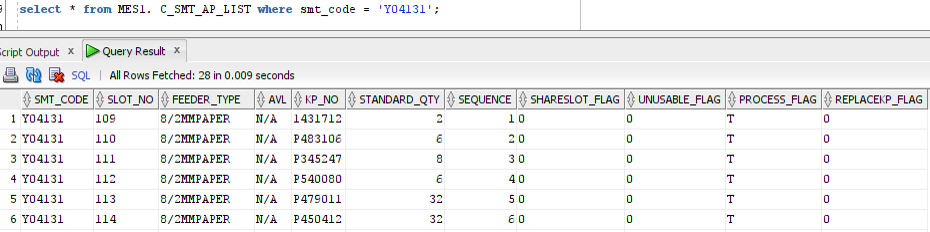 select * from MES1. C_SMT_AP_LIST where smt_code = 'Y04131';
Script Output x Query Result x
SQL | All Rows Fetched: 28 in 0.009 seconds
SMT_CODE SLOT_NO FEEDER_TYPE AVL KP_NO STANDARD_QTY SEQUENCE SHARESLOT_FLAG UNUSABLE_FLAG PROCESS_FLAG REPLACEKP_FLAG
1 Y04131 109 8/2MMPAPER N/A 1431712 2 1 0 0 T 0
2 Y04131 110 8/2MMPAPER N/A P483106 6 2 0 0 T 0
3 Y04131 111 8/2MMPAPER N/A P345247 8 3 0 0 T 0
4 Y04131 112 8/2MMPAPER N/A P540080 6 4 0 0 T 0
5 Y04131 113 8/2MMPAPER N/A P479011 32 5 0 0 T 0
6 Y04131 114 8/2MMPAPER N/A P450412 32 6 0 0 T 0